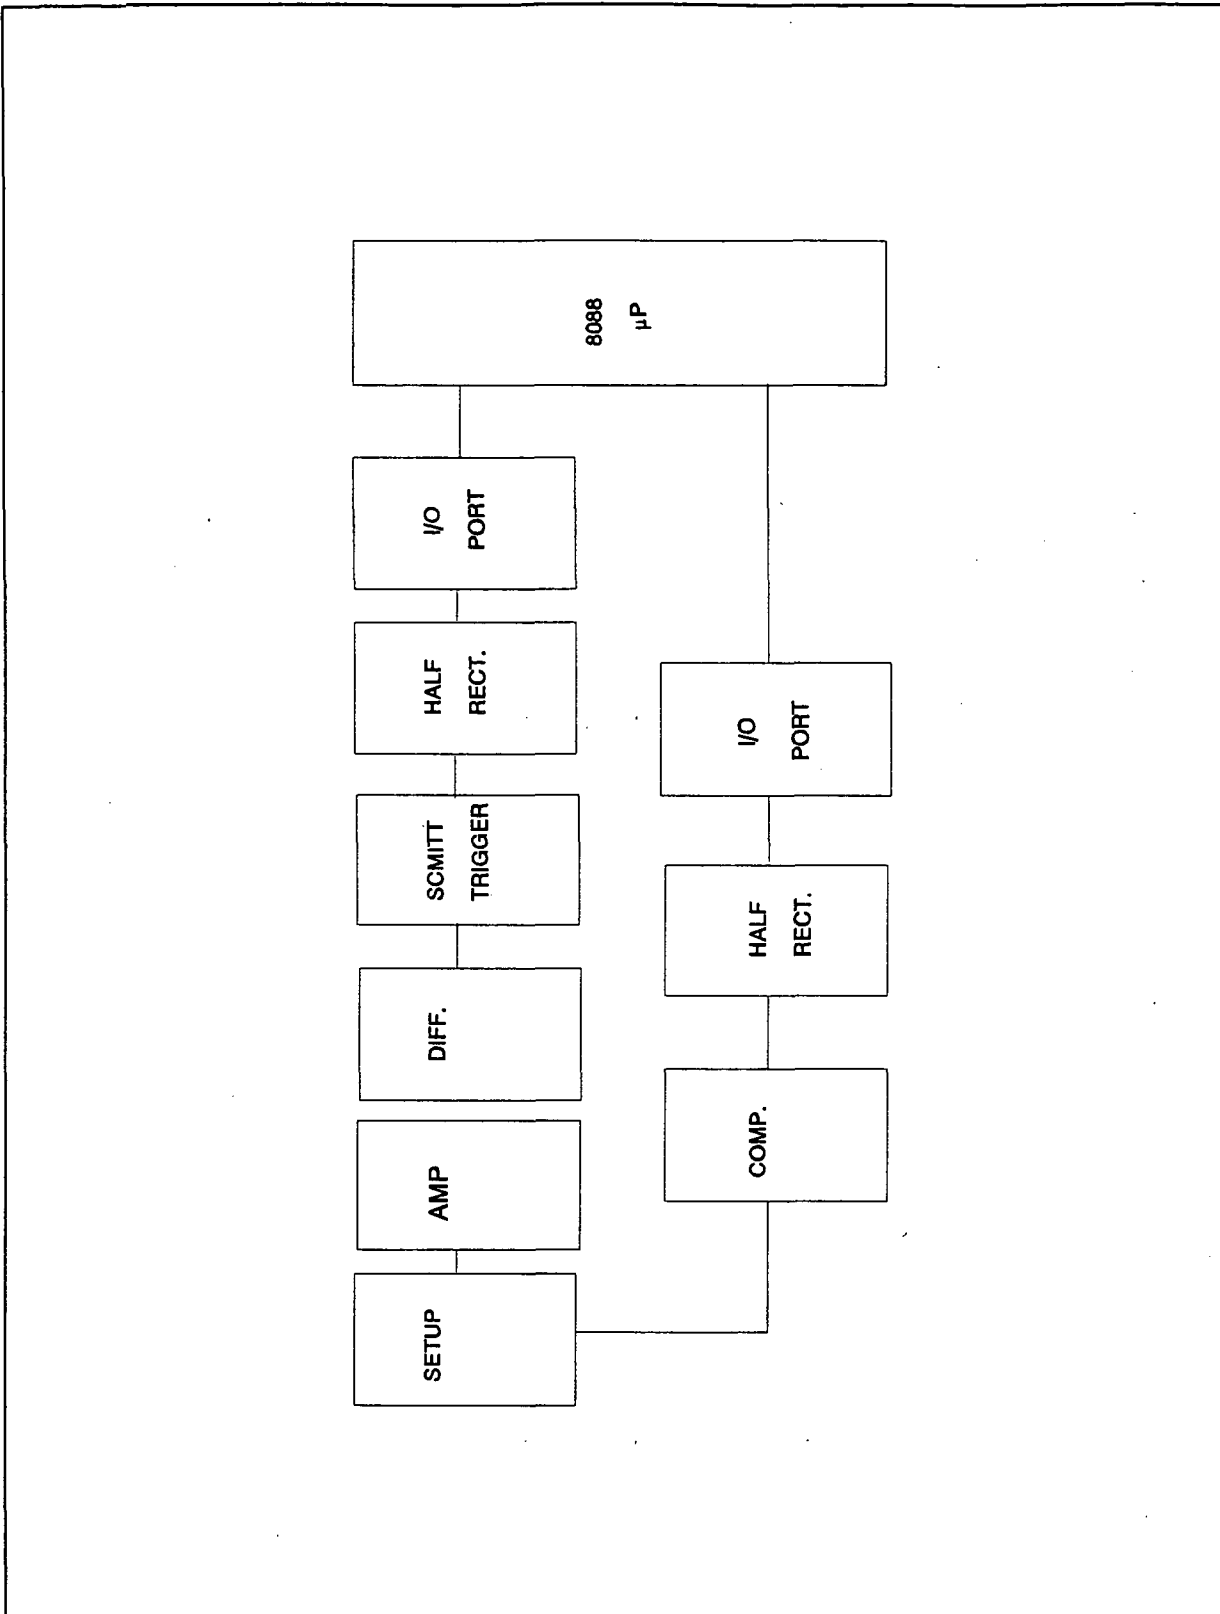 SETUP
AMP
DIFF.
SCMITT
TRIGGER
HALF
RECT.
I/O
PORT
8088
µP
COMP.
HALF
RECT.
I/O
PORT